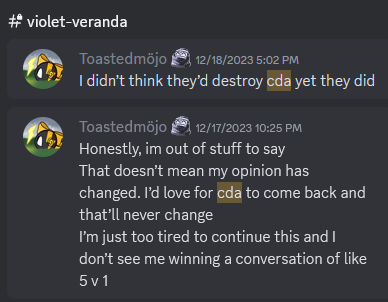 violet-veranda
Toastedmöjo 12/18/2023 5:02 PM
I didn't think they'd destroy cda yet they did
Toastedmöjo 12/17/2023 10:25 PM
Honestly, im out of stuff to say
That doesn't mean my opinion has
changed. I'd love for cda to come back and
that'll never change
I'm just too tired to continue this and I
don't see me winning a conversation of like
5 v 1